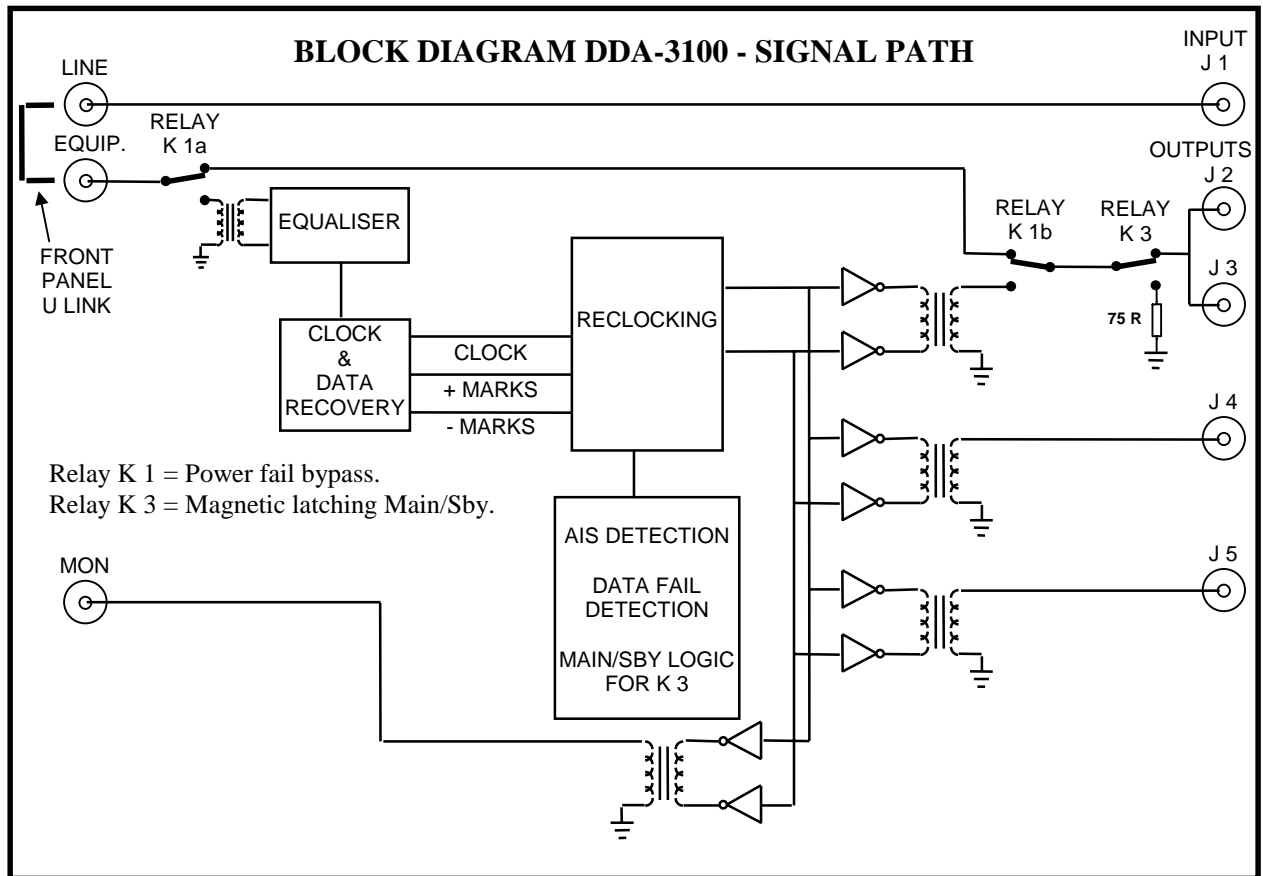 BLOCK DIAGRAM DDA-3100 - SIGNAL PATH
INPUT
J 1
LINE
RELAY
K 1a
EQUIP.
OUTPUTS
J 2
EQUALISER
RELAY
K 1b
RELAY
K 3
FRONT
PANEL
U LINK
J 3
RECLOCKING
75 R
CLOCK
&
DATA
RECOVERY
CLOCK
+ MARKS
- MARKS
J 4
Relay K 1 = Power fail bypass.
Relay K 3 = Magnetic latching Main/Sby.
AIS DETECTION
DATA FAIL
DETECTION
MAIN/SBY LOGIC
FOR K 3
MON
J 5